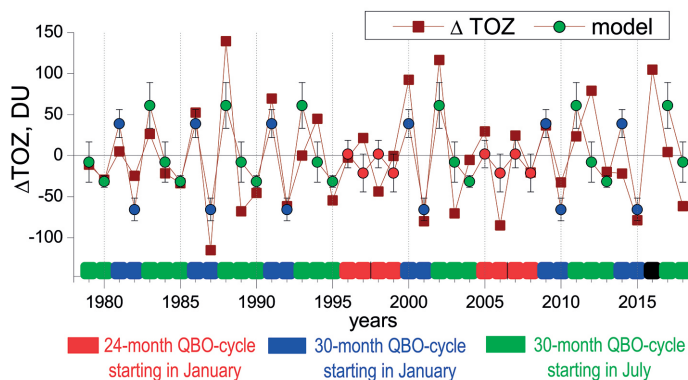 Δ TOZ model
150
100
50
0
-50
-100
ΔTOZ, DU
1980 1985 1990 1995 2000 2005 2010 2015
years
24-month QBO-cycle
starting in January
30-month QBO-cycle
starting in January
30-month QBO-cycle
starting in July